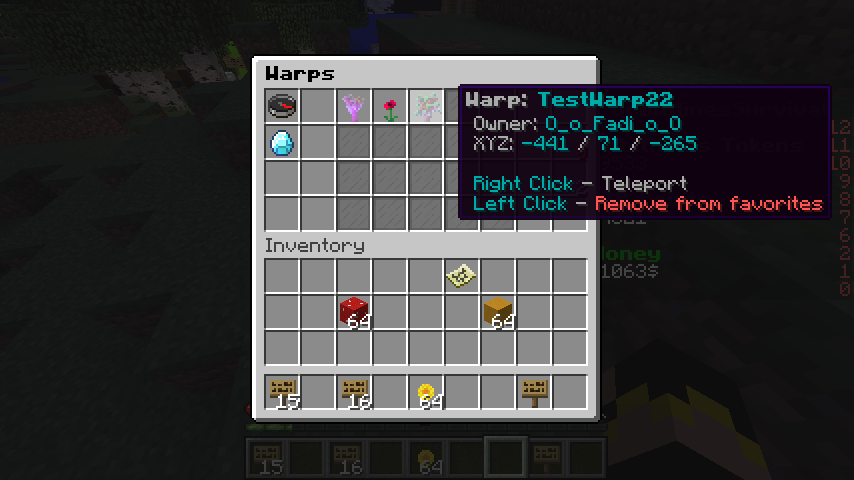 Warps
Warp: TestWarp22
Owner: O_o_Fadi_o_O
XYZ: -441 / 71 / -265
Right Click - Teleport
Left Click - Remove from favorites
Tokens
Inventory
Money
1063$
64
64
15
16
64
15
16
64
12
11
10
9
8
7
6
2
1
0